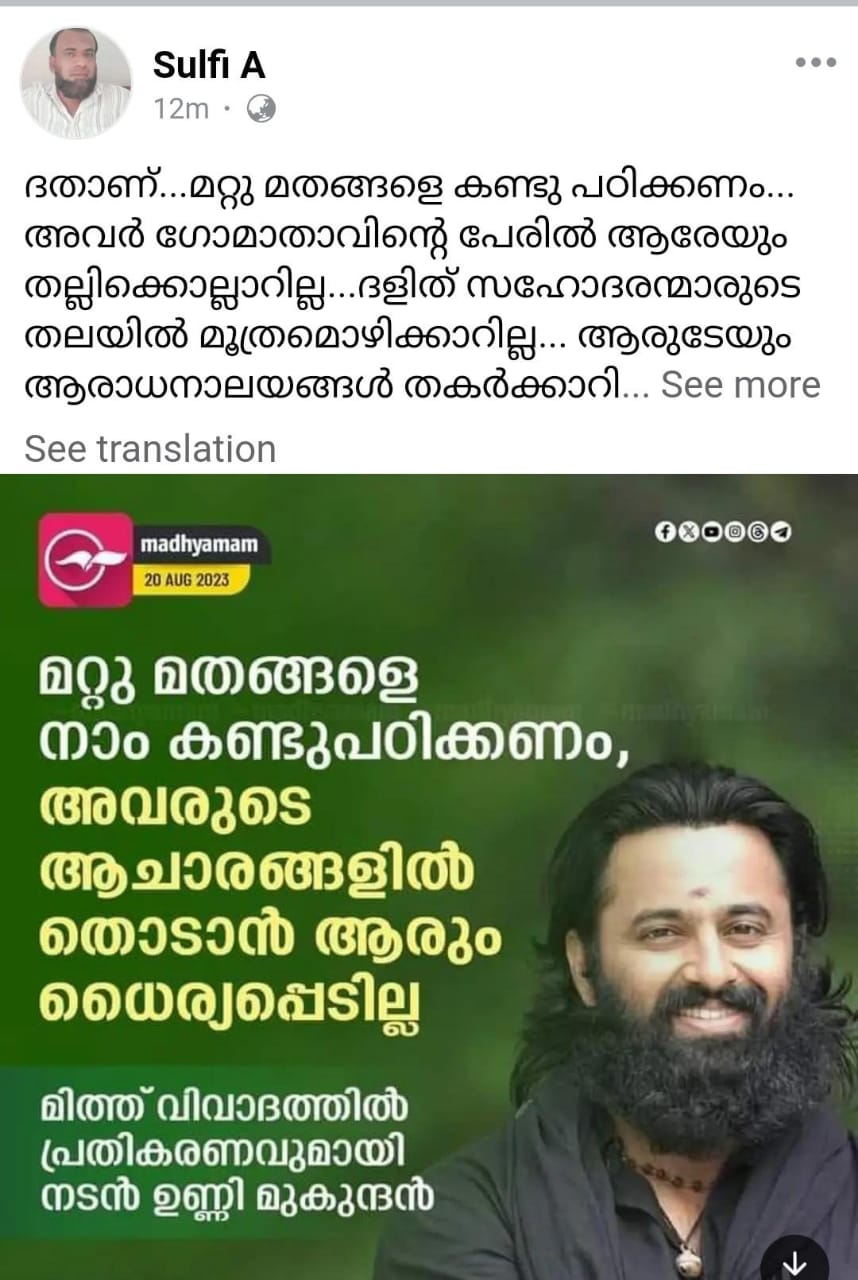 Sulfi A
12m ·
ദതാണ്...മറ്റു മതങ്ങളെ കണ്ടു പഠിക്കണം...
അവർ ഗോമാതാവിന്റെ പേരിൽ ആരേയും
തല്ലിക്കൊല്ലാറില്ല...ദളിത് സഹോദരന്മാരുടെ
തലയിൽ മൂത്രമൊഴിക്കാറില്ല... ആരുടേയും
ആരാധനാലയങ്ങൾ തകർക്കാറി... See more
See translation
madhyamam
20 AUG 2023
മറ്റു മതങ്ങളെ
നാം കണ്ടുപഠിക്കണം,
അവരുടെ
ആചാരങ്ങളിൽ
തൊടാൻ ആരും
ധൈര്യപ്പെടില്ല
മിത്ത് വിവാദത്തിൽ
പ്രതികരണവുമായി
നടൻ ഉണ്ണി മുകുന്ദൻ